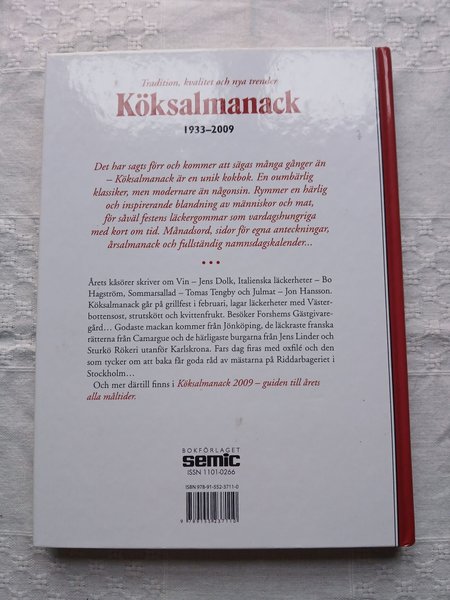 Tradition, kvalitet och nya trender
Köksalmanack
1933–2009
Det har sagts förr och kommer att sägas många gånger än
– Köksalmanack är en unik kokbok. En oumbärlig
klassiker, men modernare än någonsin. Rymmer en härlig
och inspirerande blandning av människor och mat,
för såväl festens läckergommar som vardagshungriga
med kort om tid. Månadsord, sidor för egna anteckningar,
årsalmanack och fullständig namnsdagskalender...
• • •
Årets kåsörer skriver om Vin – Jens Dolk, Italienska läckerheter – Bo
Hagström, Sommarsallad – Tomas Tengby och Julmat – Jon Hansson.
Köksalmanack går på grillfest i februari, lagar läckerheter med Väster-
bottensost, strutskött och kvittenfrukt. Besöker Forshems Gästgivare-
gård… Godaste mackan kommer från Jönköping, de läckraste franska
rätterna från Camargue och de härligaste burgarna från Jens Linder och
Sturkö Rökeri utanför Karlskrona. Fars dag firas med oxfilé och den
som tycker om att baka får goda råd av mästarna på Riddarbageriet i
Stockholm…
Och mer därtill finns i Köksalmanack 2009 – guiden till årets
alla måltider.
BOKFÖRLAGET
semic
ISSN 1101-0266
ISBN 978-91-552-3711-0
9 789155 237110